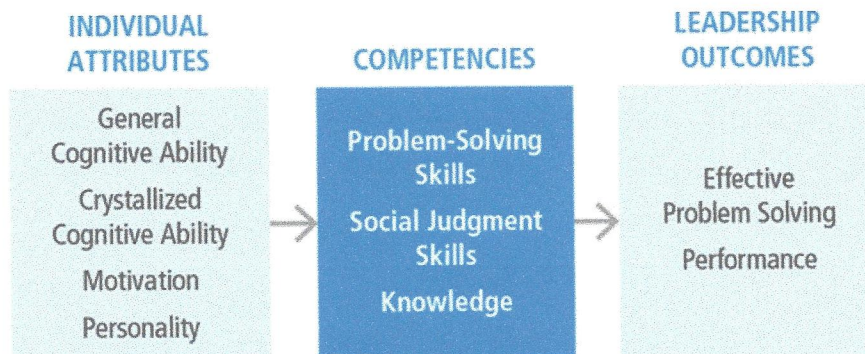 INDIVIDUAL
ATTRIBUTES
General
Cognitive Ability
Crystallized
Cognitive Ability
Motivation
Personality
COMPETENCIES
Problem-Solving
Skills
Social Judgment
Skills
Knowledge
LEADERSHIP
OUTCOMES
Effective
Problem Solving
Performance